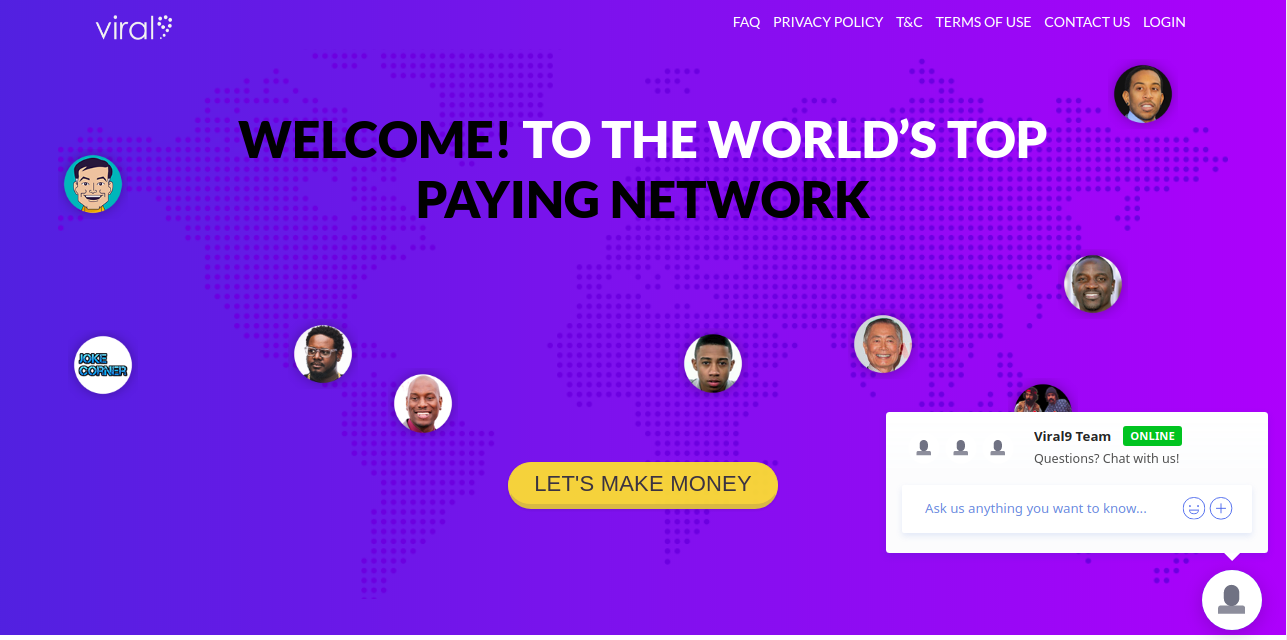 viral
FAQ PRIVACY POLICY T&C TERMS OF USE CONTACT US LOGIN
WELCOME! TO THE WORLD’S TOP
PAYING NETWORK
JOKE
CORNER
LET'S MAKE MONEY
Viral9 Team ONLINE
Questions? Chat with us!
Ask us anything you want to know...